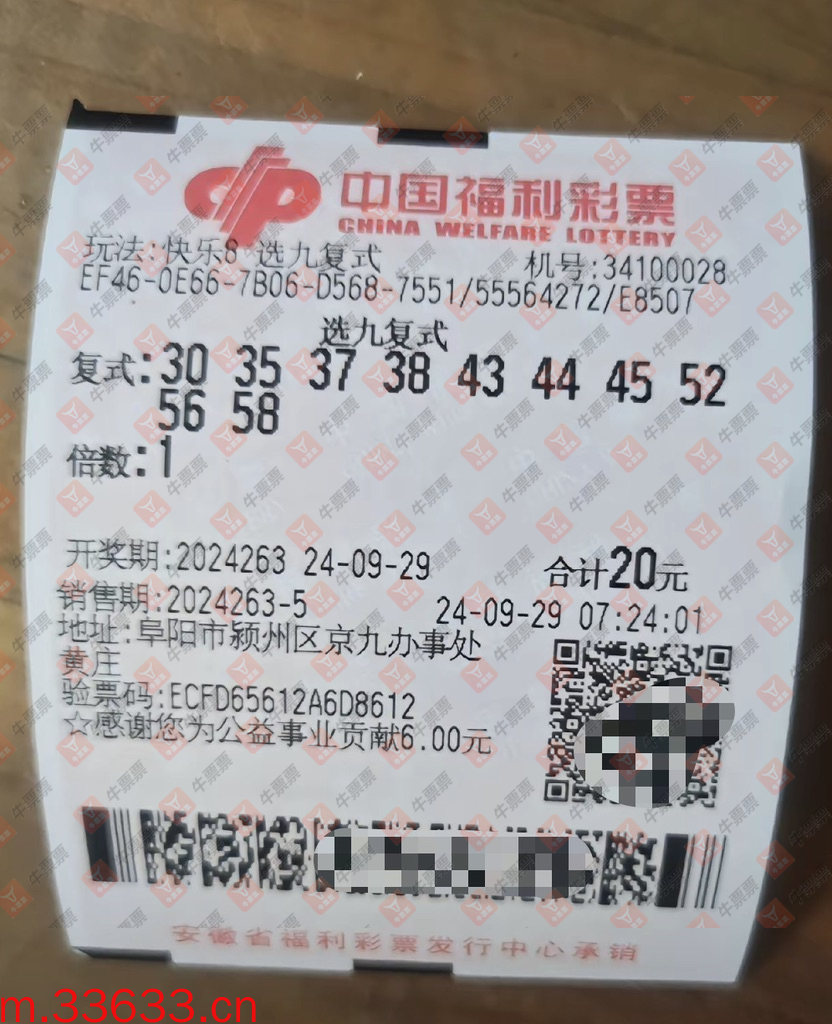 中国福利彩票
CHINA WELFARE LOTTERY
玩法:快乐8 选九复式 机号:34100028
EF46-0E66-7B06-D568-7551/55564272/E8507
选九复式
复式:30 35 37 38 43 44 45 52
56 58
倍数:1
开奖期:2024263 24-09-29 合计20元
销售期:2024263-5 24-09-29 07:24:01
地址:阜阳市颍州区京九办事处
黄庄
验票码:ECFD65612A6D8612
☆感谢您为公益事业贡献6.00元
安徽省福利彩票发行中心承销
m.33633.cn
牛票票